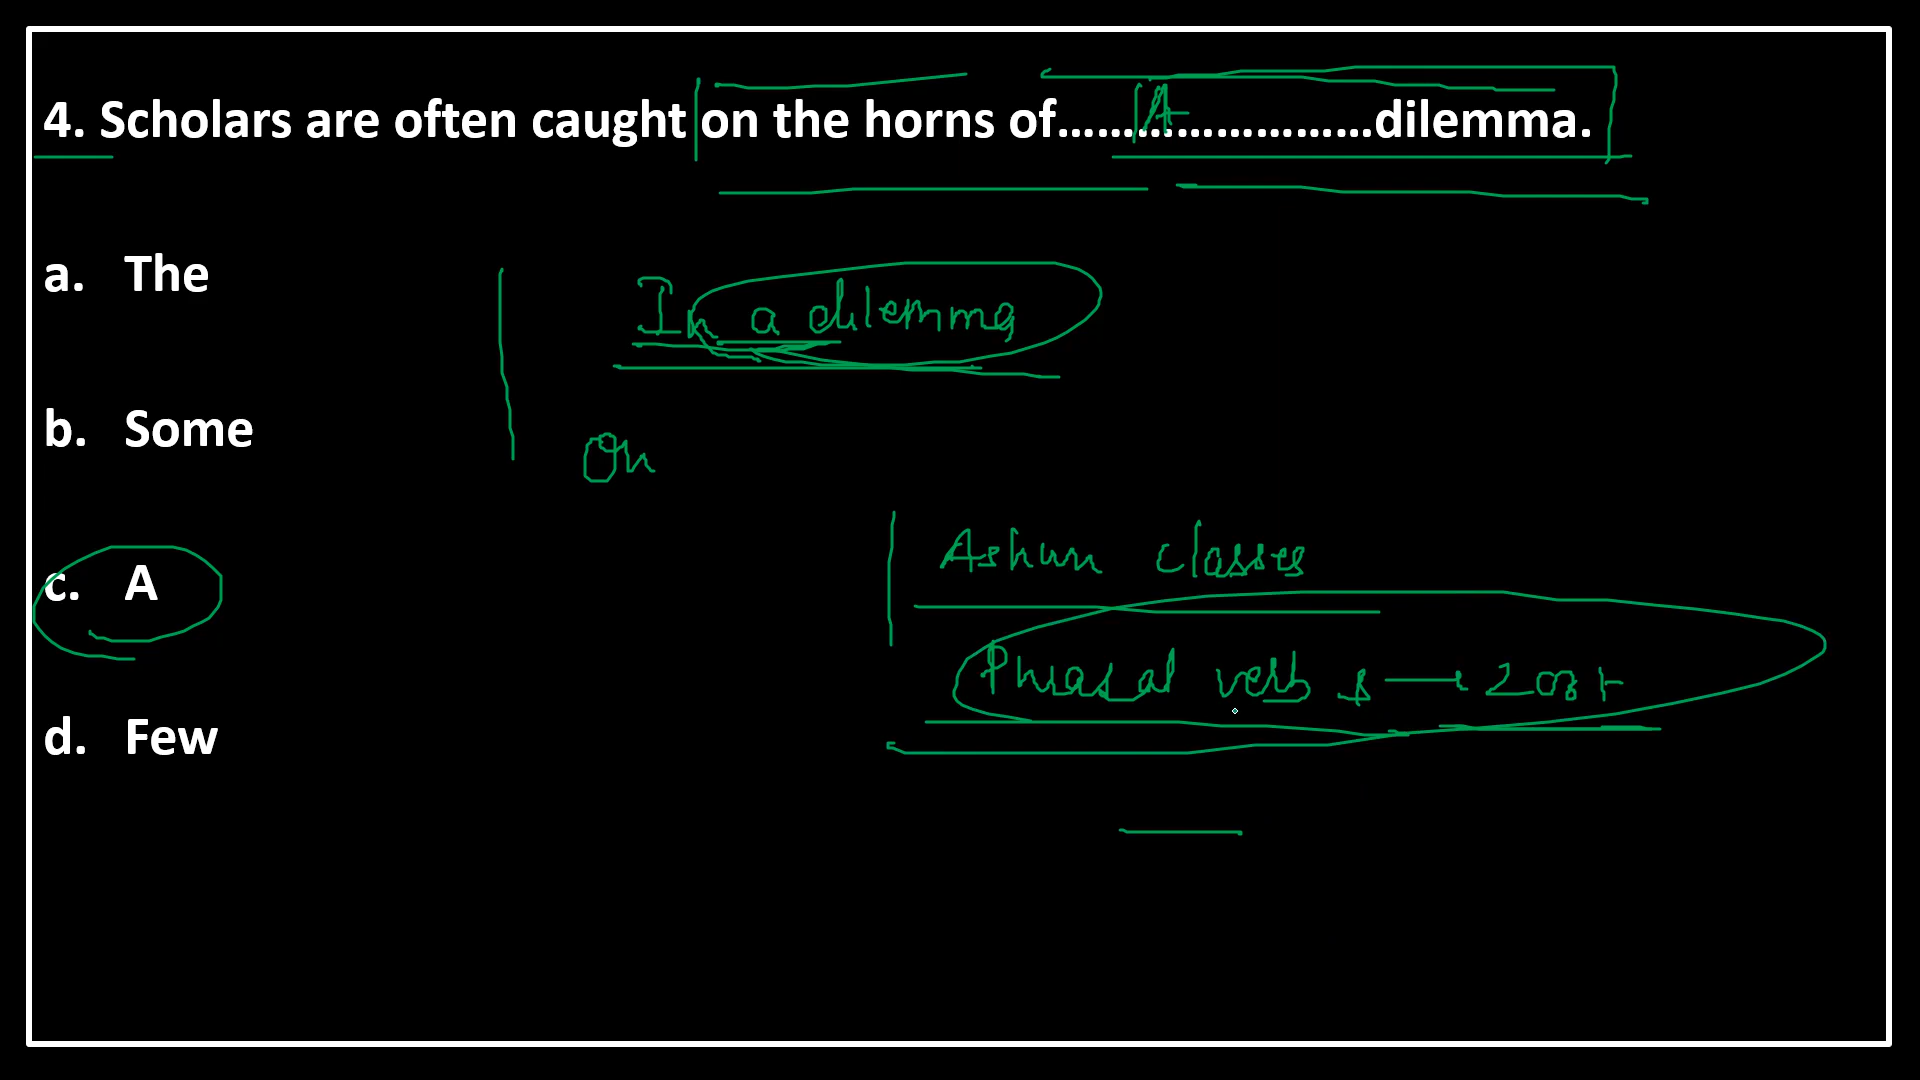 4. Scholars are often caught on the horns of……………………dilemma.
A
a. The
In a dilemma
b. Some
On
Ashun classes
c. A
Phrasal verbs → 200+
d. Few